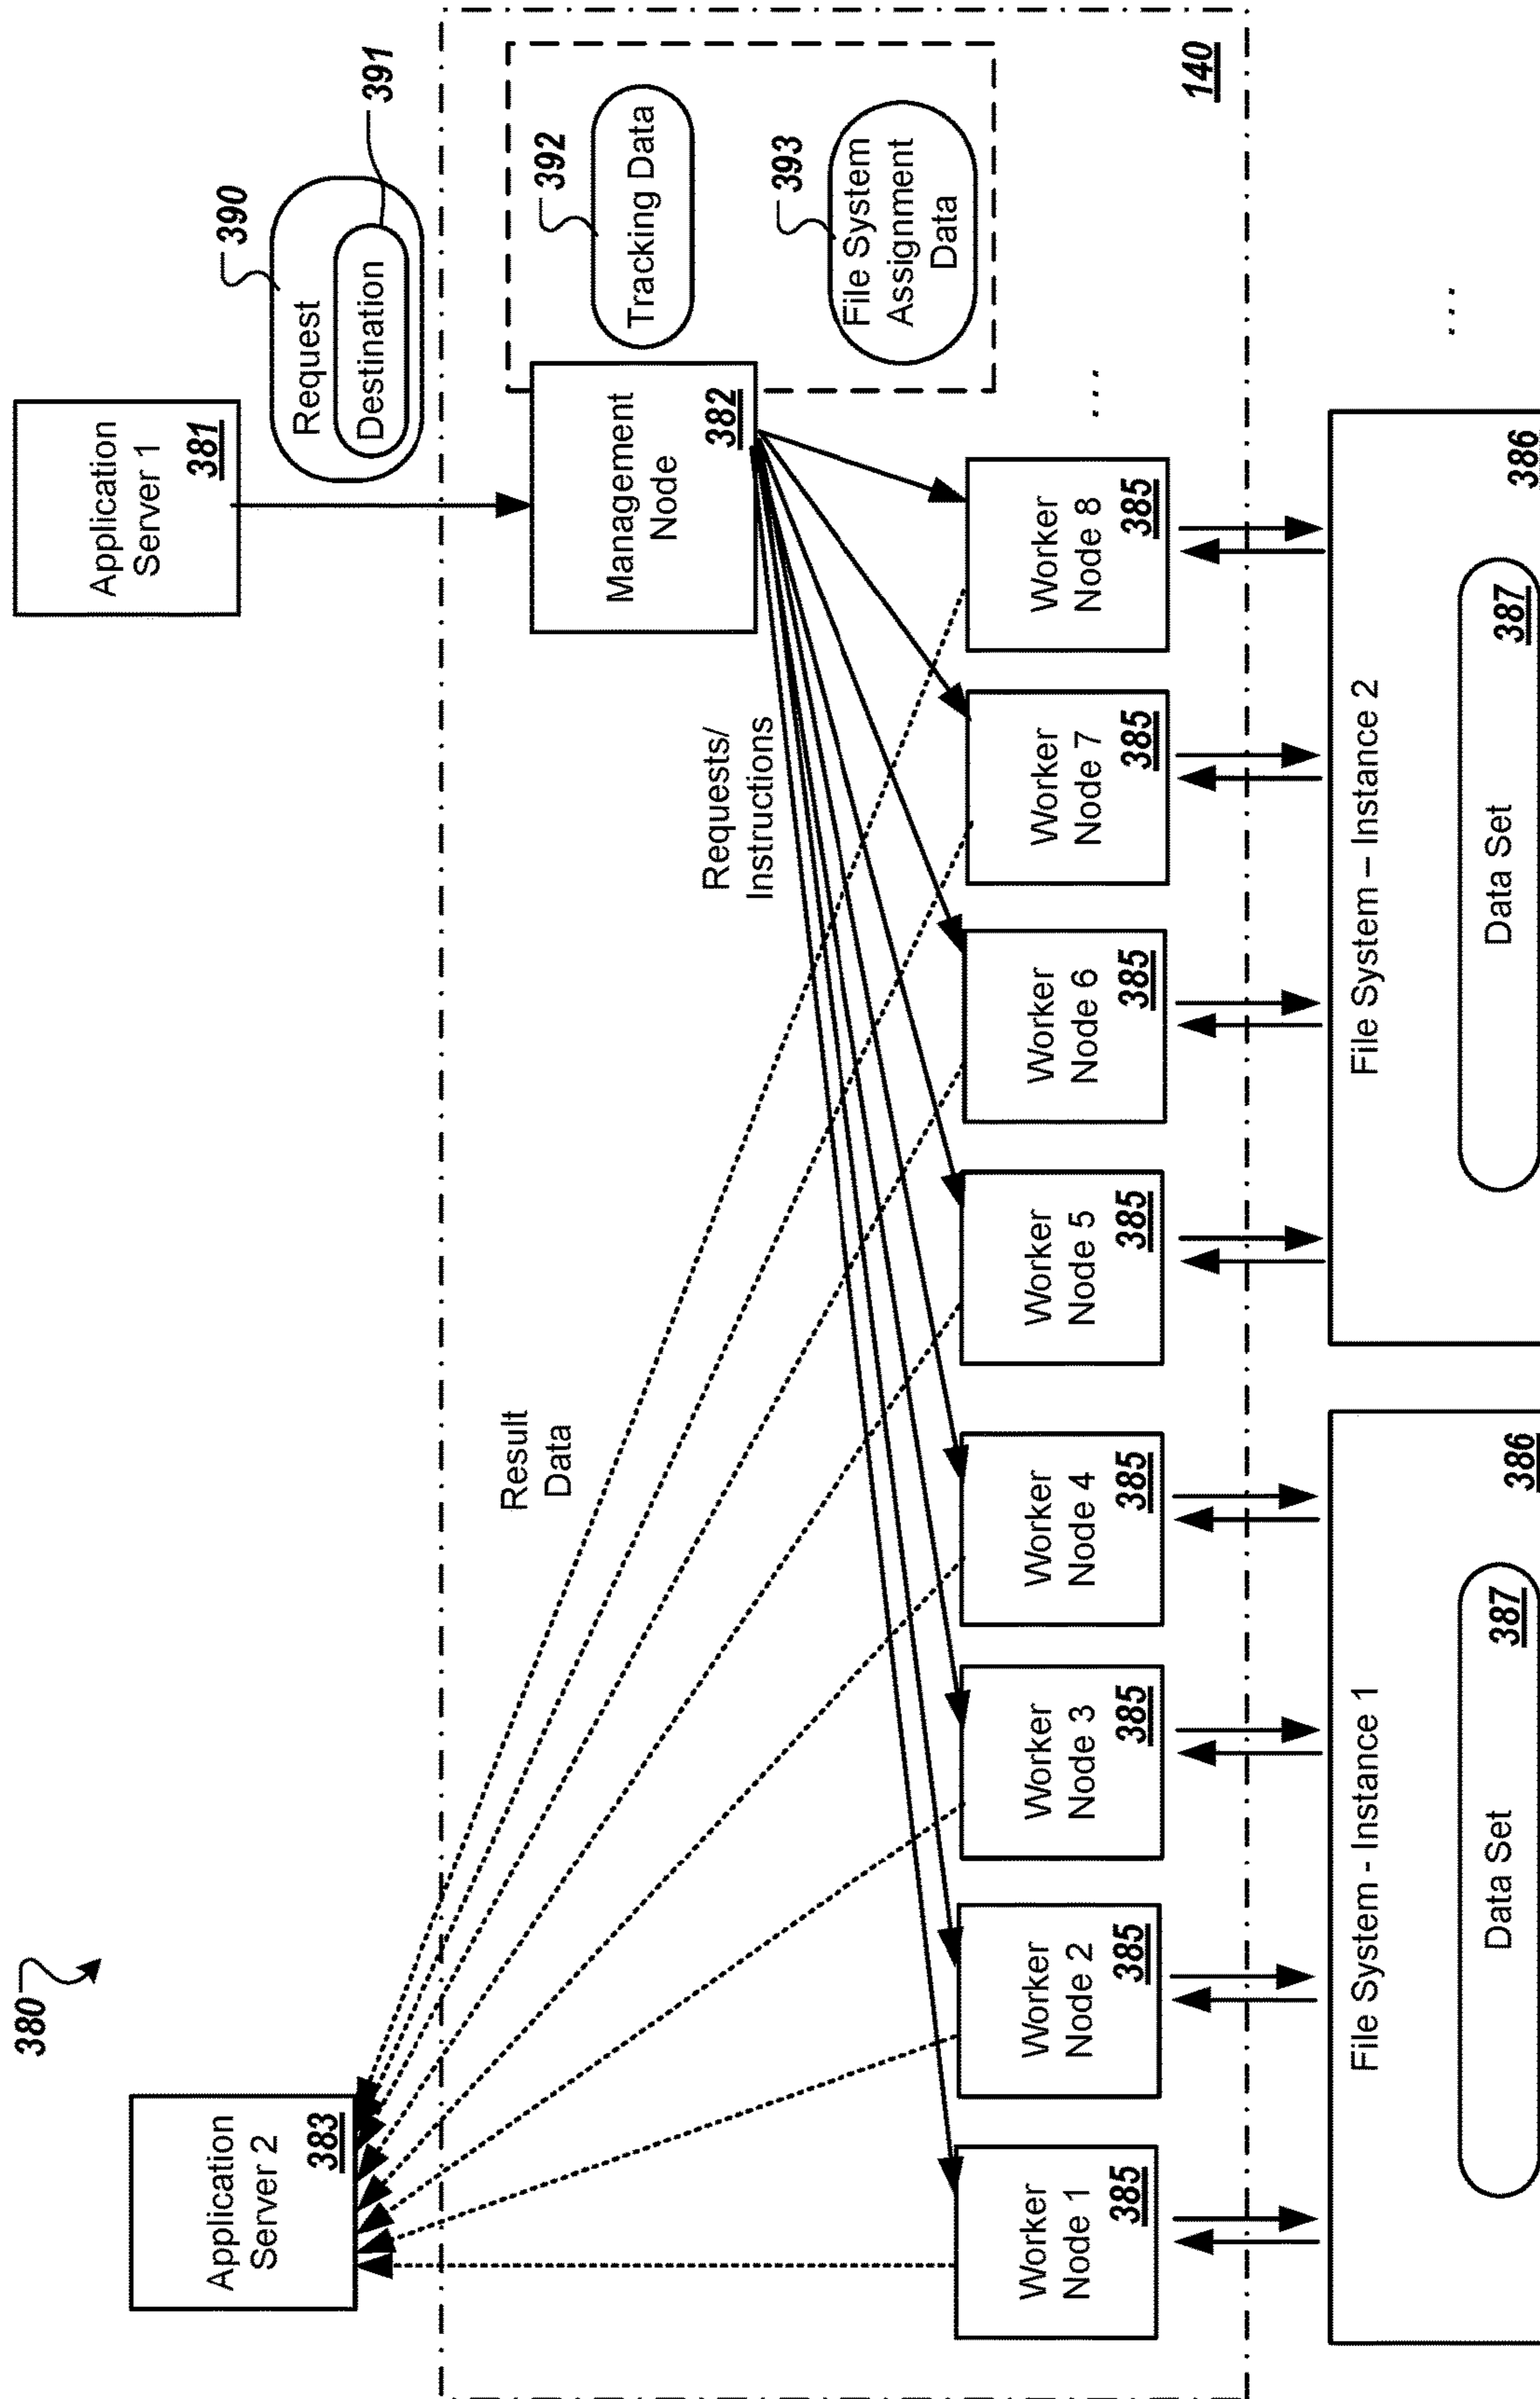 380
Application
Server 1
381
390
Request
Destination
391
Application
Server 2
383
Result
Data
Requests/
Instructions
Management
Node
382
392
Tracking Data
393
File System
Assignment
Data
140
Worker
Node 1
385
Worker
Node 2
385
Worker
Node 3
385
Worker
Node 4
385
Worker
Node 5
385
Worker
Node 6
385
Worker
Node 7
385
Worker
Node 8
385
...
File System - Instance 1
386
Data Set
387
File System – Instance 2
386
Data Set
387
...